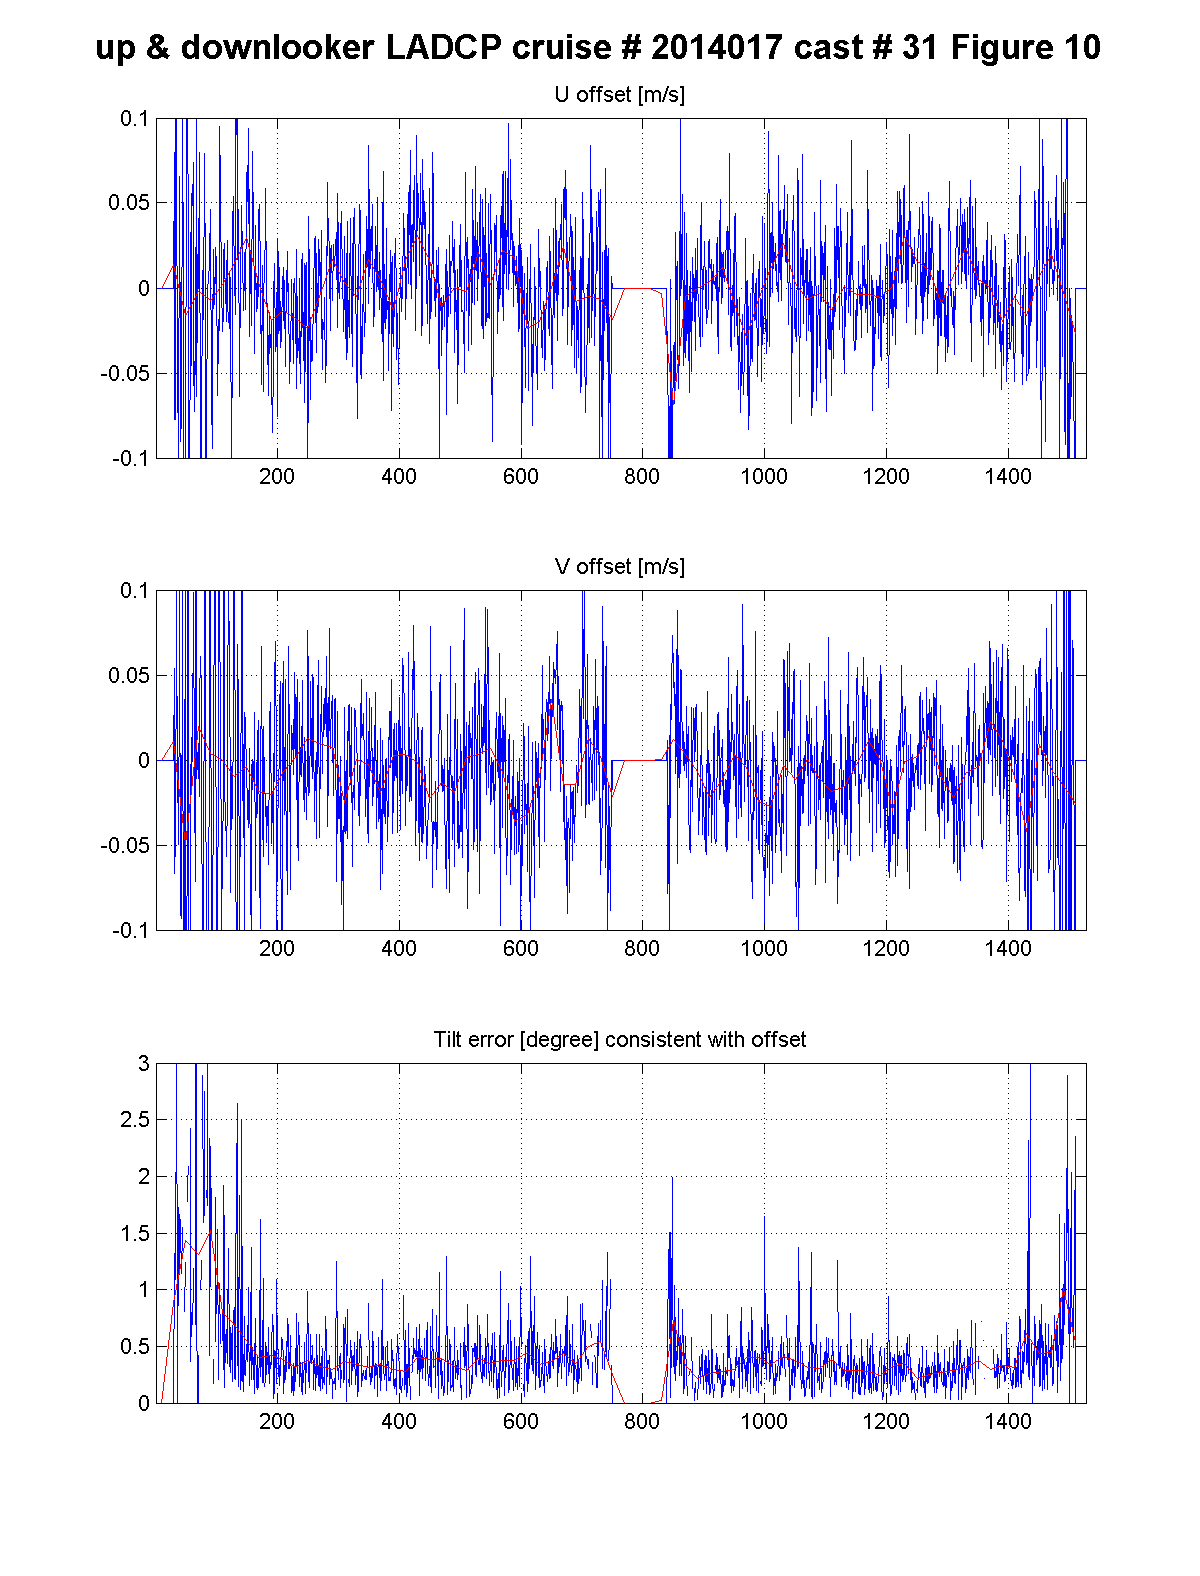 up & downlooker LADCP cruise # 2014017 cast # 31 Figure 10
U offset [m/s]
0.1
0.05
0
-0.05
-0.1
200 400 600 800 1000 1200 1400
V offset [m/s]
0.1
0.05
0
-0.05
-0.1
200 400 600 800 1000 1200 1400
Tilt error [degree] consistent with offset
3
2.5
2
1.5
1
0.5
0
200 400 600 800 1000 1200 1400